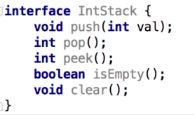 interface IntStack {
    void push(int val);
    int pop();
    int peek();
    boolean isEmpty();
    void clear();
}